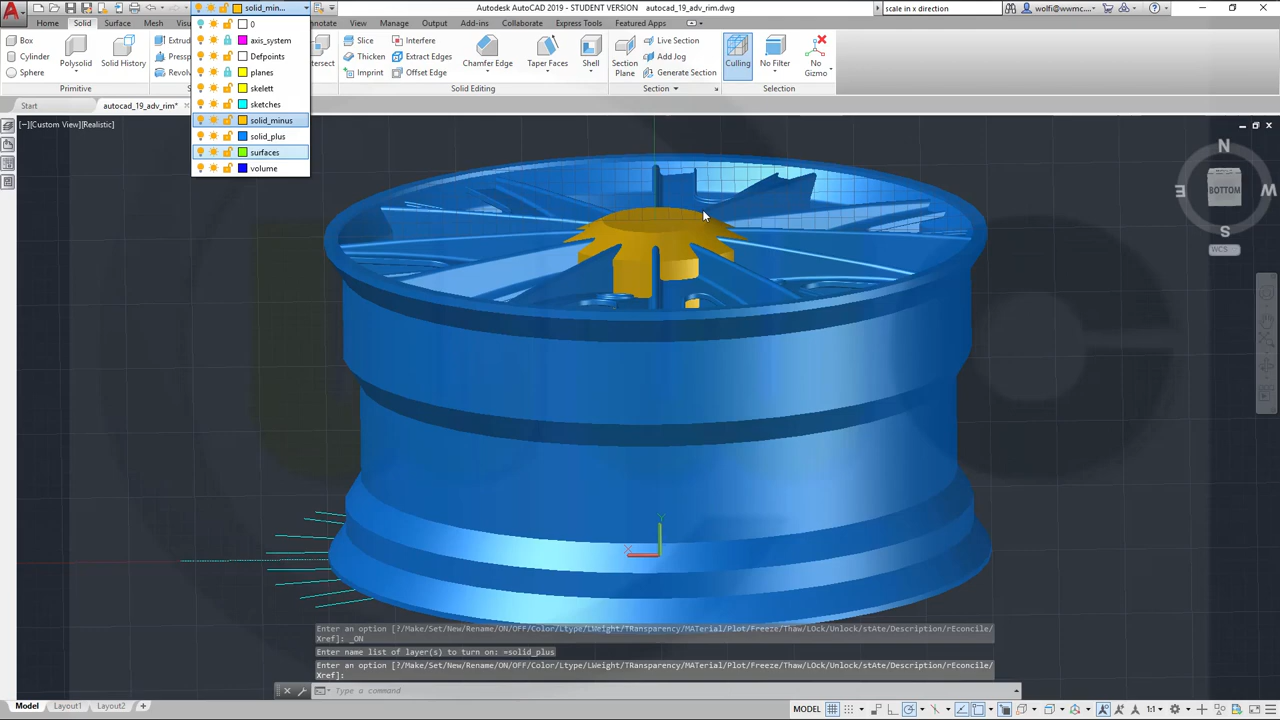 solid_min...
Autodesk AutoCAD 2019 - STUDENT VERSION autocad_19_adv_rim.dwg
scale in x direction
wolfi@wvmc...
Home
Solid
Surface
Mesh
notate
View
Manage
Output
Add-ins
Collaborate
Express Tools
Featured Apps
0
axis_system
Defpoints
planes
skelett
sketches
solid_minus
solid_plus
surfaces
volume
Box
Cylinder
Sphere
Polysolid
Solid History
Primitive
Slice
Thicken
Imprint
Interfere
Extract Edges
Offset Edge
Chamfer Edge
Taper Faces
Shell
Solid Editing
Section
Plane
Live Section
Add Jog
Generate Section
Section
Culling
No Filter
No
Gizmo
Selection
Start
autocad_19_adv_rim*
[−][Custom View][Realistic]
N
E
BOTTOM
W
S
WCS
Y
X
Enter an option [?/Make/Set/New/Rename/ON/OFF/Color/Ltype/LWeight/TRansparency/MATerial/Plot/Freeze/Thaw/LOck/Unlock/stAte/Description/rEconcile/
Xref]: _ON
Enter name list of layer(s) to turn on: =solid_plus
Enter an option [?/Make/Set/New/Rename/ON/OFF/Color/Ltype/LWeight/TRansparency/MATerial/Plot/Freeze/Thaw/LOck/Unlock/stAte/Description/rEconcile/
Xref]:
Type a command
Model
Layout1
Layout2
MODEL
1:1